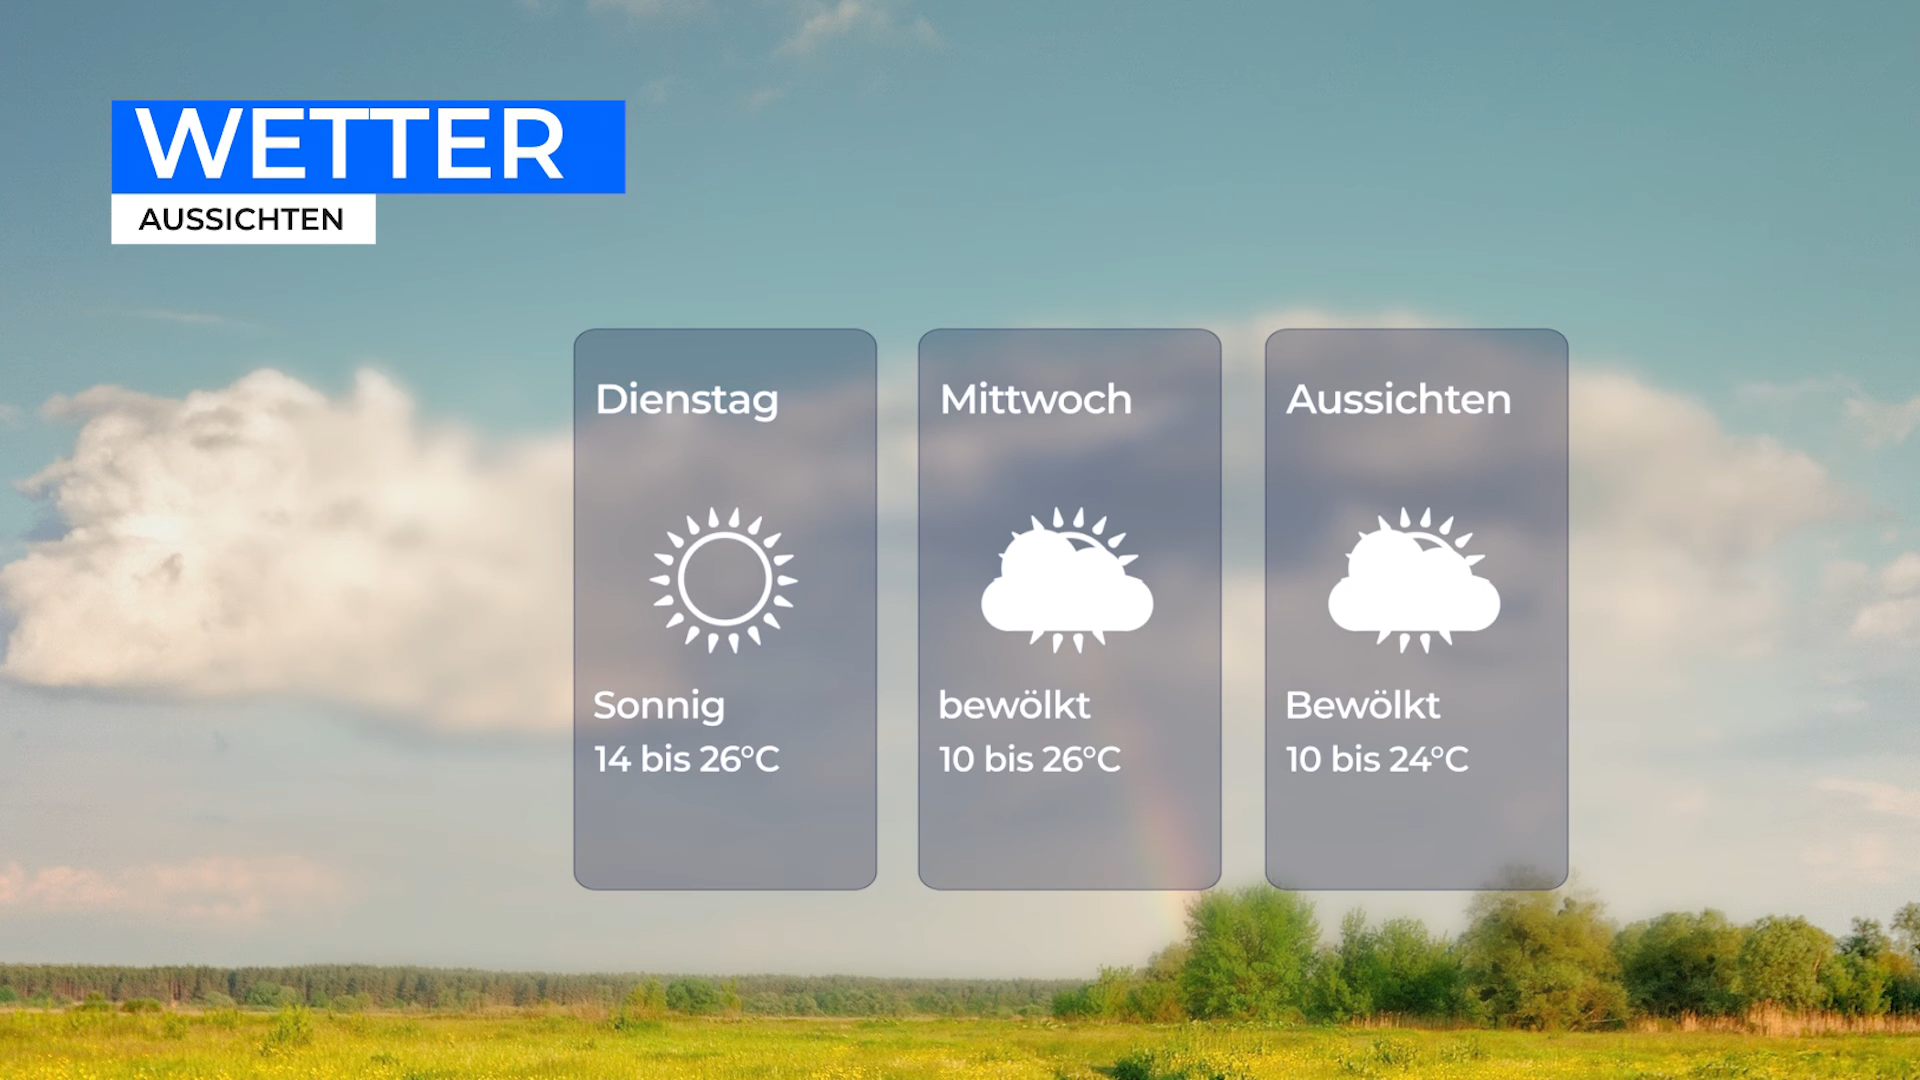 WETTER
AUSSICHTEN
Dienstag
Sonnig
14 bis 26°C
Mittwoch
bewölkt
10 bis 26°C
Aussichten
Bewölkt
10 bis 24°C